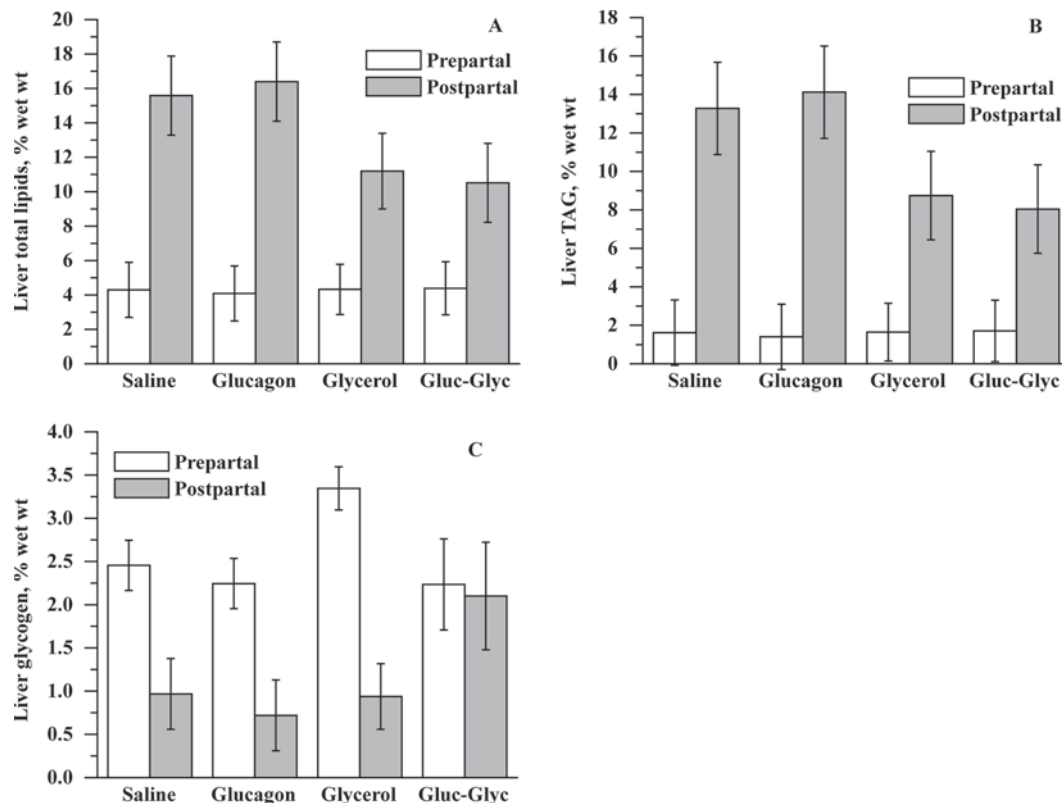 A
Liver total lipids, % wet wt
20
18
16
14
12
10
8
6
4
2
0
Prepartal
Postpartal
Saline Glucagon Glycerol Gluc-Glyc
B
Liver TAG, % wet wt
18
16
14
12
10
8
6
4
2
0
Prepartal
Postpartal
Saline Glucagon Glycerol Gluc-Glyc
C
Liver glycogen, % wet wt
4.0
3.5
3.0
2.5
2.0
1.5
1.0
0.5
0.0
Prepartal
Postpartal
Saline Glucagon Glycerol Gluc-Glyc